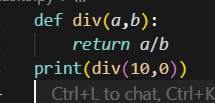 def div(a,b):
    return a/b
print(div(10,0))
Ctrl+L to chat, Ctrl+K